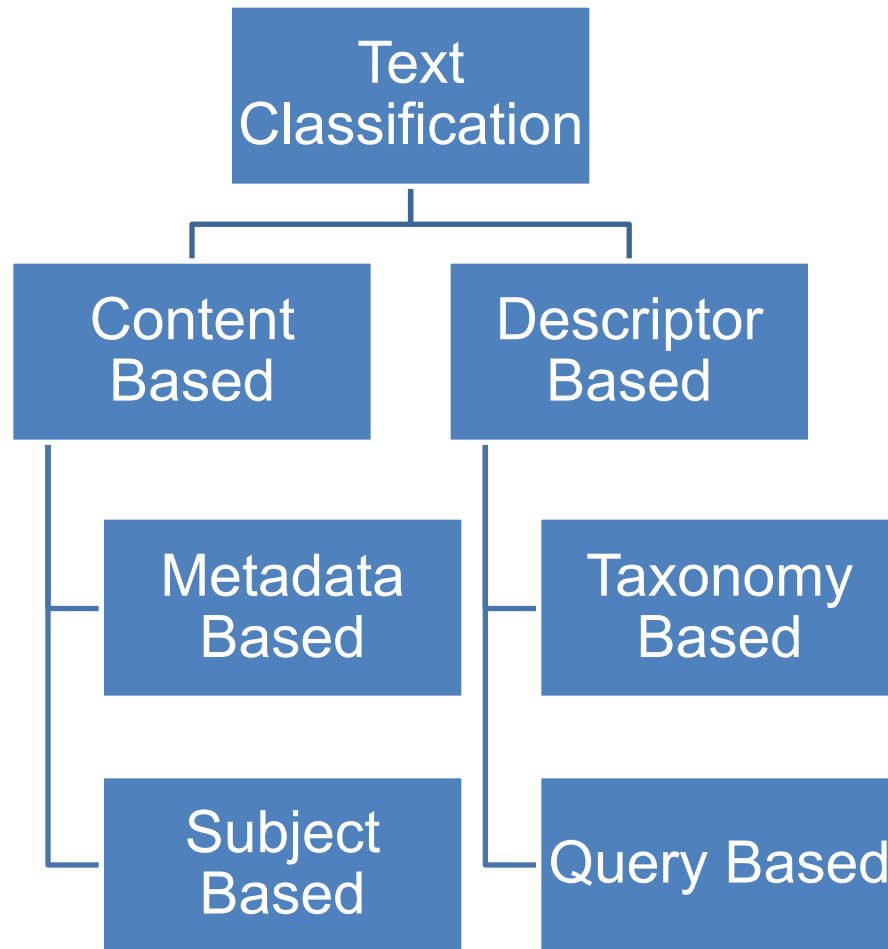 Text
Classification
Content
Based
Descriptor
Based
Metadata
Based
Taxonomy
Based
Subject
Based
Query Based